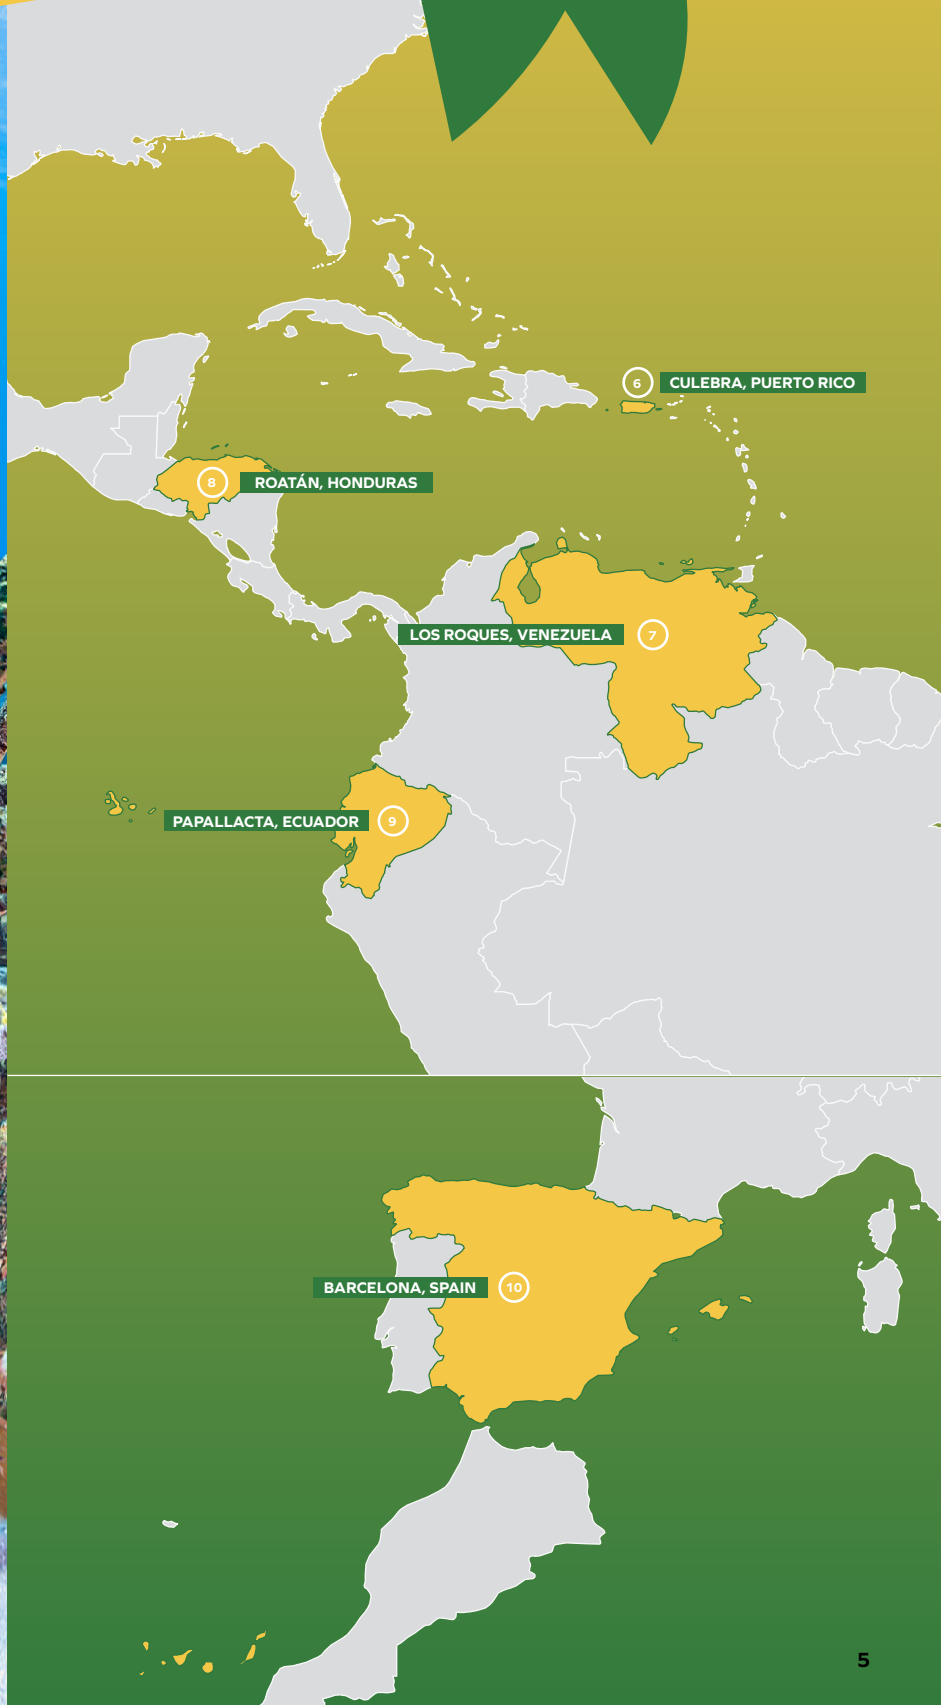 6 CULEBRA, PUERTO RICO
8 ROATÁN, HONDURAS
LOS ROQUES, VENEZUELA 7
PAPALLACTA, ECUADOR 9
BARCELONA, SPAIN 10
5